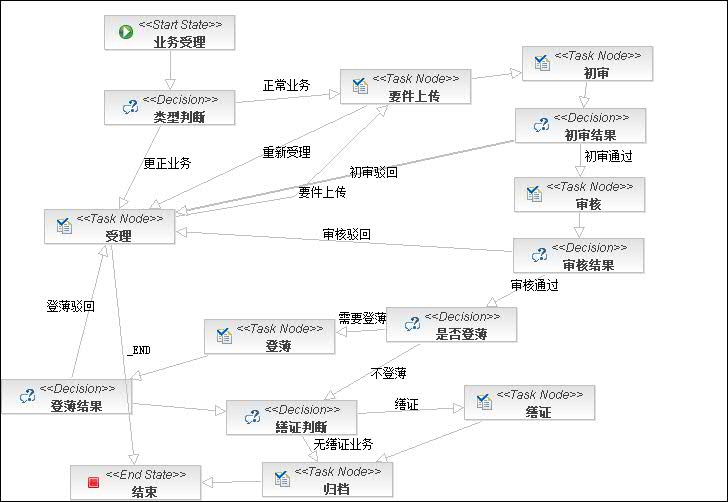 <<Start State>>
业务受理
<<Task Node>>
初审
正常业务
<<Task Node>>
要件上传
<<Decision>>
类型判断
<<Decision>>
初审结果
重新受理
初审通过
更正业务
初审驳回
要件上传
<<Task Node>>
审核
<<Task Node>>
受理
审核驳回
<<Decision>>
审核结果
审核通过
登薄驳回
需要登薄
<<Decision>>
是否登薄
<<Task Node>>
登薄
_END
不登薄
<<Decision>>
登薄结果
<<Decision>>
缮证判断
缮证
<<Task Node>>
缮证
无缮证业务
<<End State>>
结束
<<Task Node>>
归档